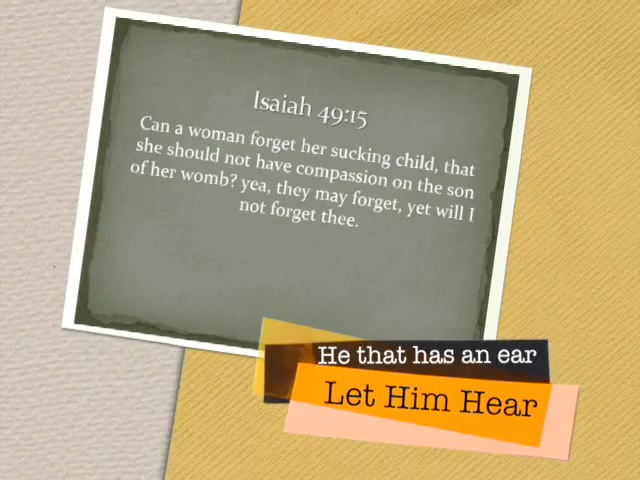 Isaiah 49:15
Can a woman forget her sucking child, that
she should not have compassion on the son
of her womb? yea, they may forget, yet will I
not forget thee.
He that has an ear
Let Him Hear